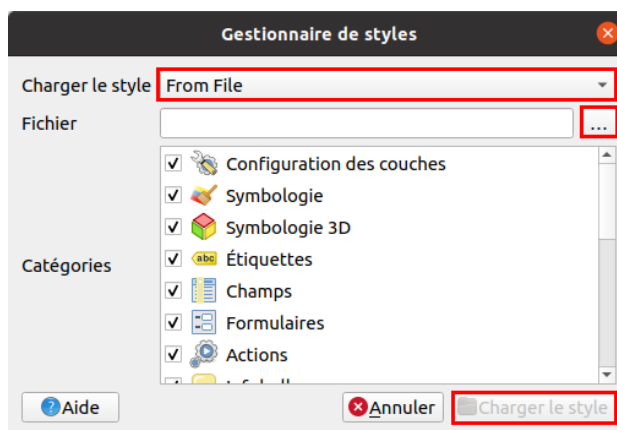 Gestionnaire de styles
Charger le style From File
Fichier ...
Configuration des couches
Symbologie
Symbologie 3D
Catégories
abc Étiquettes
Champs
Formulaires
Actions
Aide Annuler Charger le style